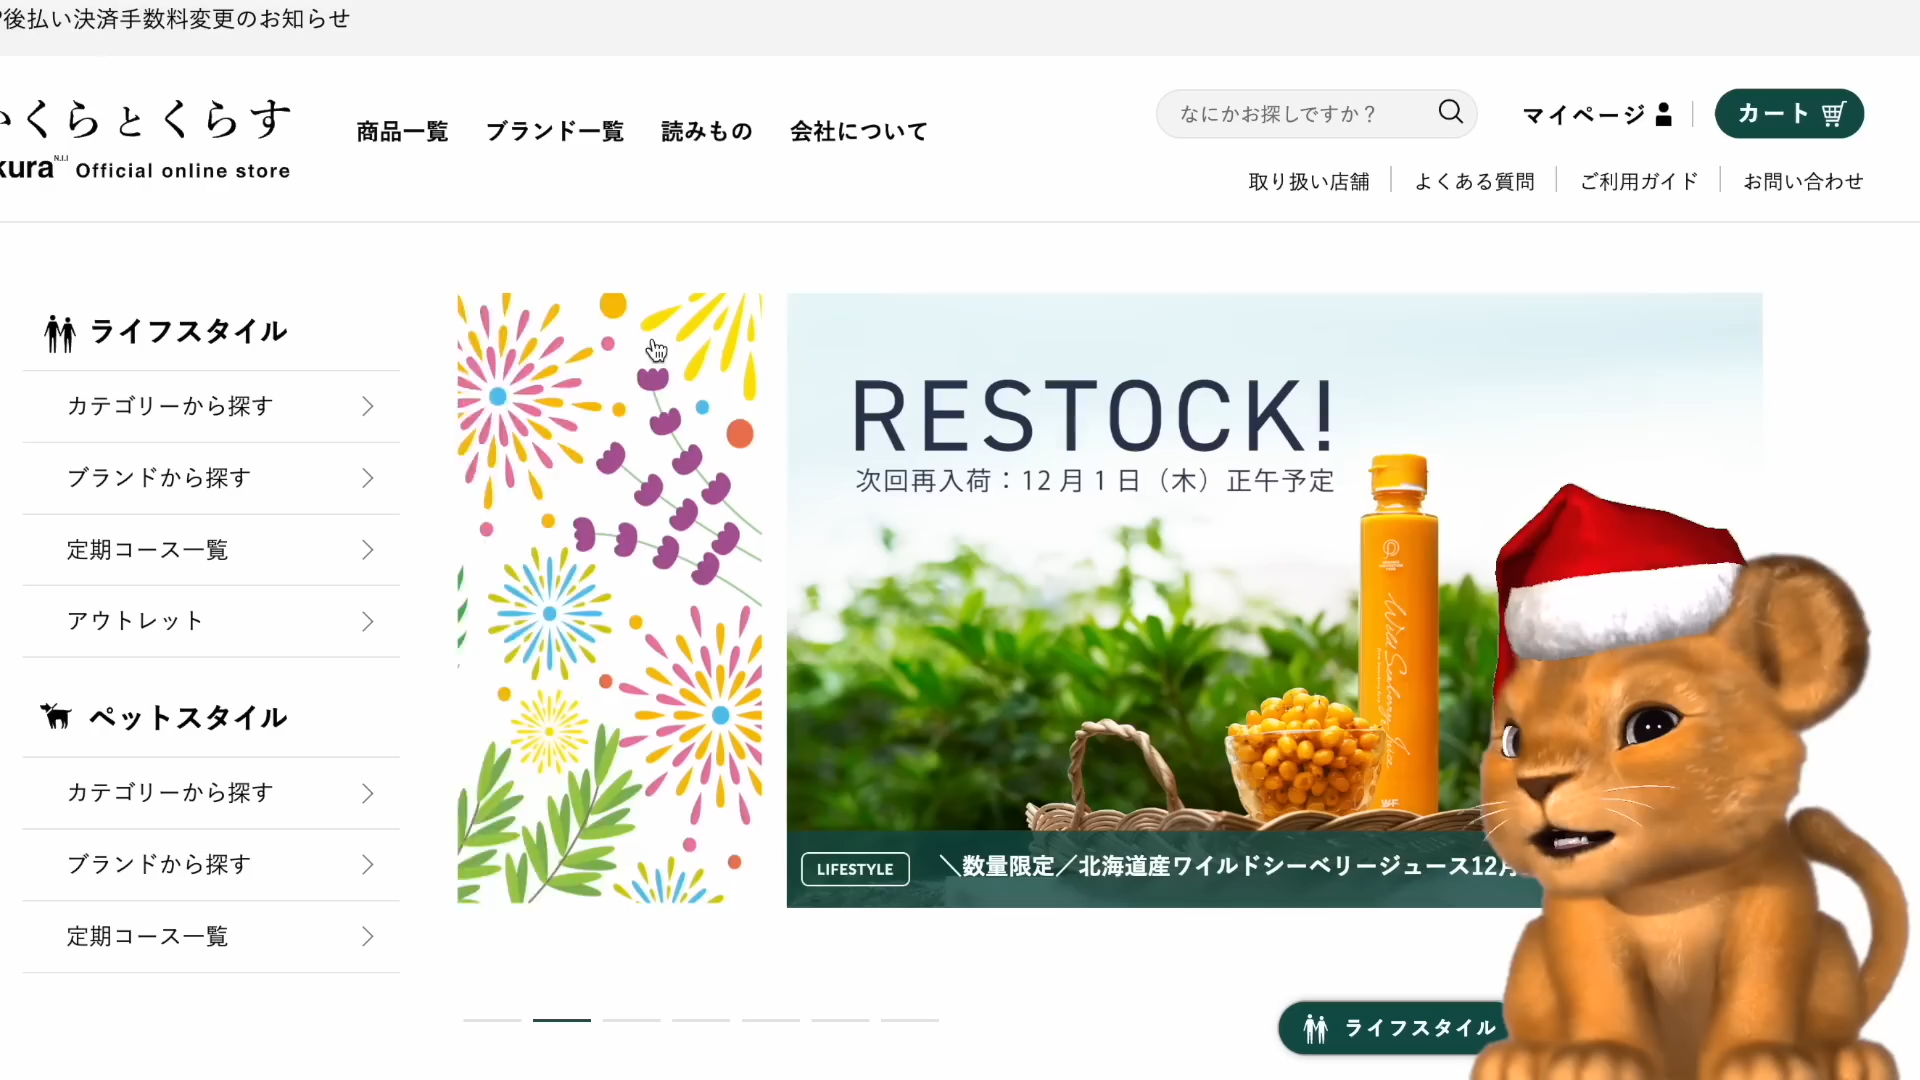 後払い決済手数料変更のお知らせ
くらとくらす
kura N.I.I Official online store
商品一覧 ブランド一覧 読みもの 会社について
なにかお探しですか？ マイページ カート
取り扱い店舗 よくある質問 ご利用ガイド お問い合わせ
ライフスタイル
カテゴリーから探す
ブランドから探す
定期コース一覧
アウトレット
ペットスタイル
カテゴリーから探す
ブランドから探す
定期コース一覧
RESTOCK!
次回再入荷：12月1日（木）正午予定
Wild Seaberry Juice
WF
LIFESTYLE ＼数量限定／北海道産ワイルドシーベリージュース12月
ライフスタイル